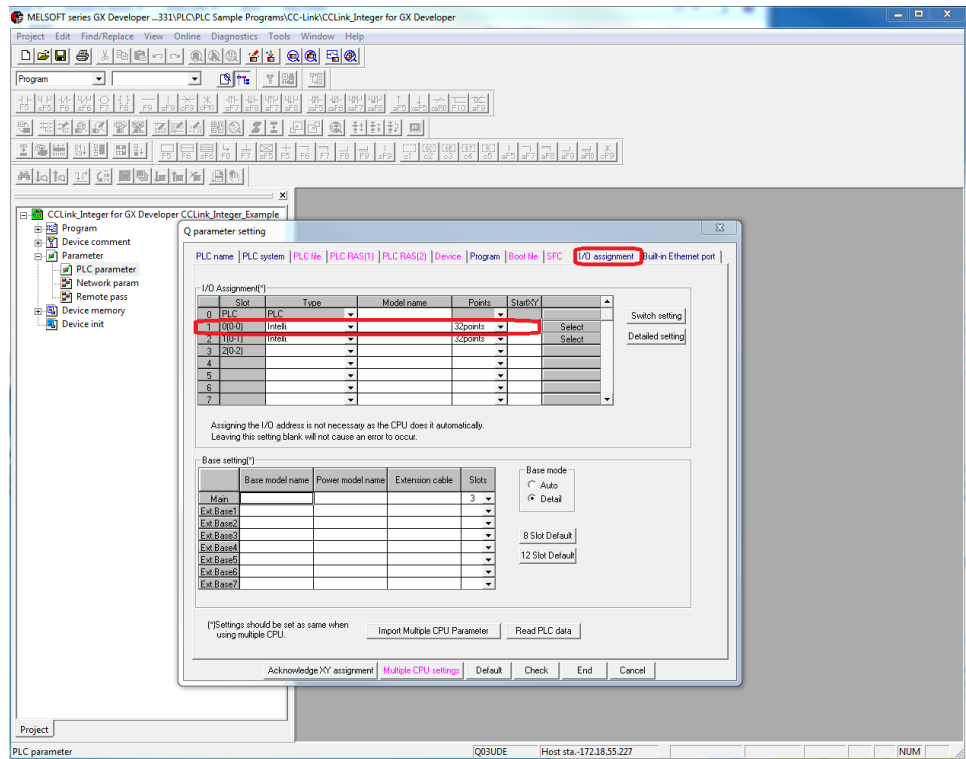 MELSOFT series GX Developer ...331\PLC\PLC Sample Programs\CC-Link\CCLink_Integer for GX Developer
Project Edit Find/Replace View Online Diagnostics Tools Window Help
Program
CCLink_Integer for GX Developer CCLink_Integer_Example
Program
Device comment
Parameter
PLC parameter
Network param
Remote pass
Device memory
Device init
Q parameter setting
PLC name PLC system PLC file PLC RAS(1) PLC RAS(2) Device Program Boot file SFC I/O assignment Built-in Ethernet port
I/O Assignment(*)
Slot Type Model name Points StartXY
0 PLC PLC
1 0(0-0) Intelli. 32points Select
2 1(0-1) Intelli. 32points Select
3 2(0-2)
4
5
6
7
Switch setting
Detailed setting
Assigning the I/O address is not necessary as the CPU does it automatically.
Leaving this setting blank will not cause an error to occur.
Base setting(*)
Base model name Power model name Extension cable Slots
Main 3
Ext.Base1
Ext.Base2
Ext.Base3
Ext.Base4
Ext.Base5
Ext.Base6
Ext.Base7
Base mode
Auto
Detail
8 Slot Default
12 Slot Default
(*)Settings should be set as same when
using multiple CPU.
Import Multiple CPU Parameter Read PLC data
Acknowledge XY assignment Multiple CPU settings Default Check End Cancel
Project
PLC parameter Q03UDE Host sta.-172.18.55.227 NUM